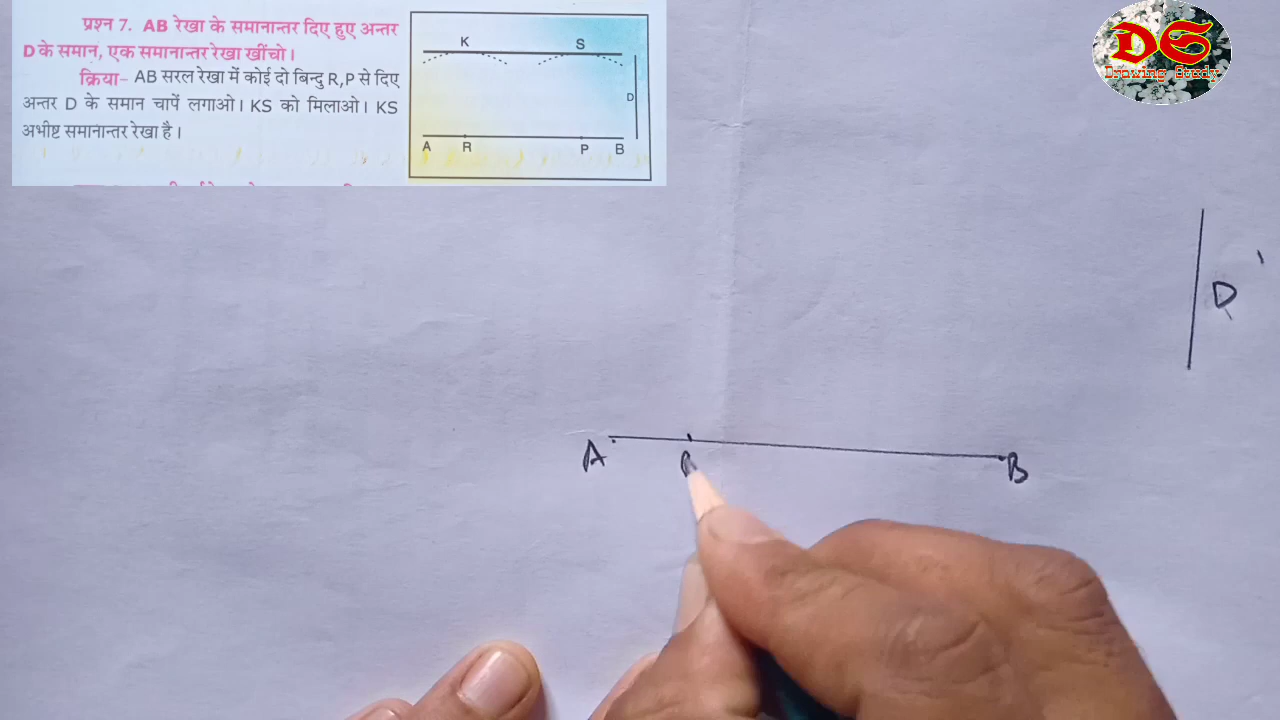 प्रश्न 7. AB रेखा के समानान्तर दिए हुए अन्तर
D के समान, एक समानान्तर रेखा खींचो।
क्रिया– AB सरल रेखा में कोई दो बिन्दु R,P से दिए
अन्तर D के समान चापें लगाओ। KS को मिलाओ। KS
अभीष्ट समानान्तर रेखा है।
K S
D
A R P B
DS
Drawing Study
D
A B